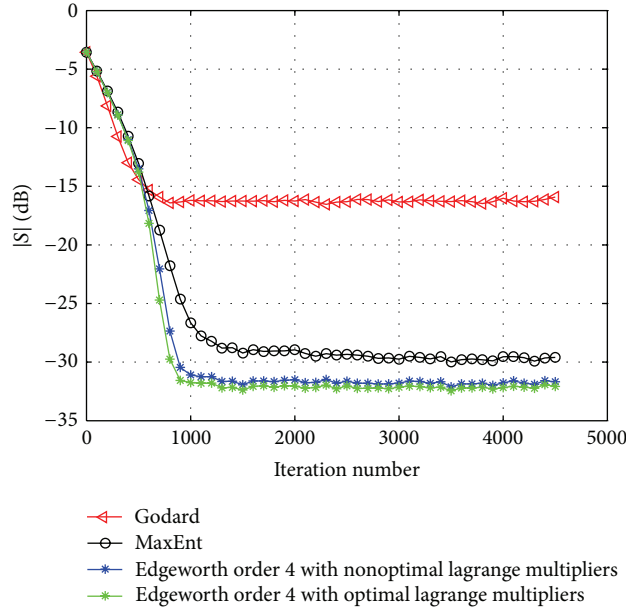 0
−5
−10
−15
−20
−25
−30
−35
|S| (dB)
0
1000
2000
3000
4000
5000
Iteration number
Godard
MaxEnt
Edgeworth order 4 with nonoptimal lagrange multipliers
Edgeworth order 4 with optimal lagrange multipliers